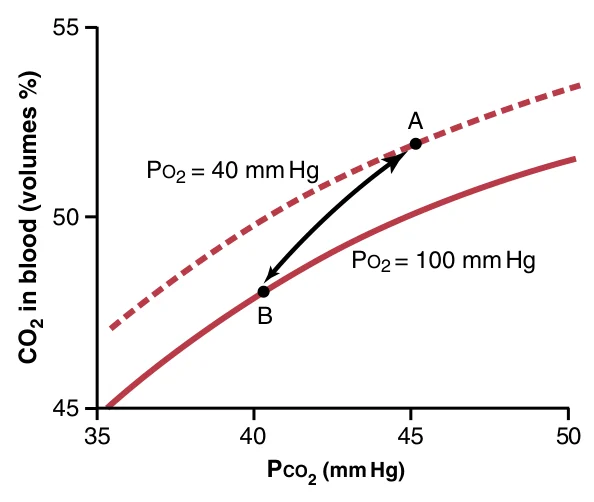 55
A
PO₂ = 40 mm Hg
50
PO₂ = 100 mm Hg
B
CO₂ in blood (volumes %)
45
35 40 45 50
PCO₂ (mm Hg)